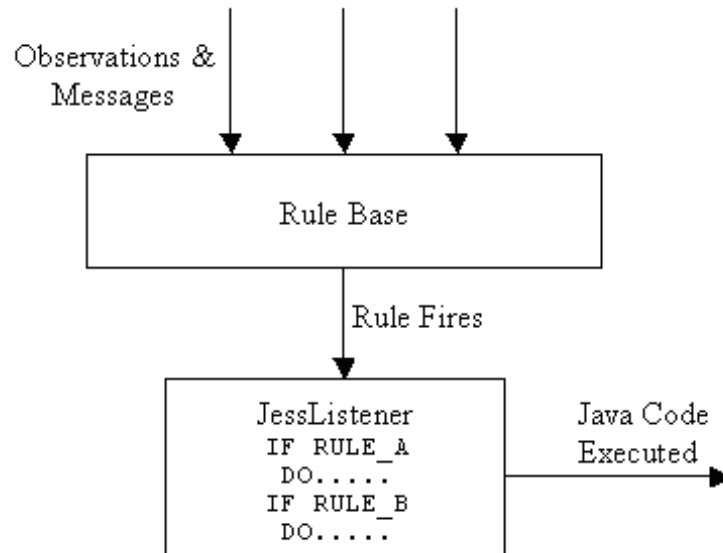 Observations &
Messages
Rule Base
Rule Fires
JessListener
IF RULE_A
DO.....
IF RULE_B
DO.....
Java Code
Executed